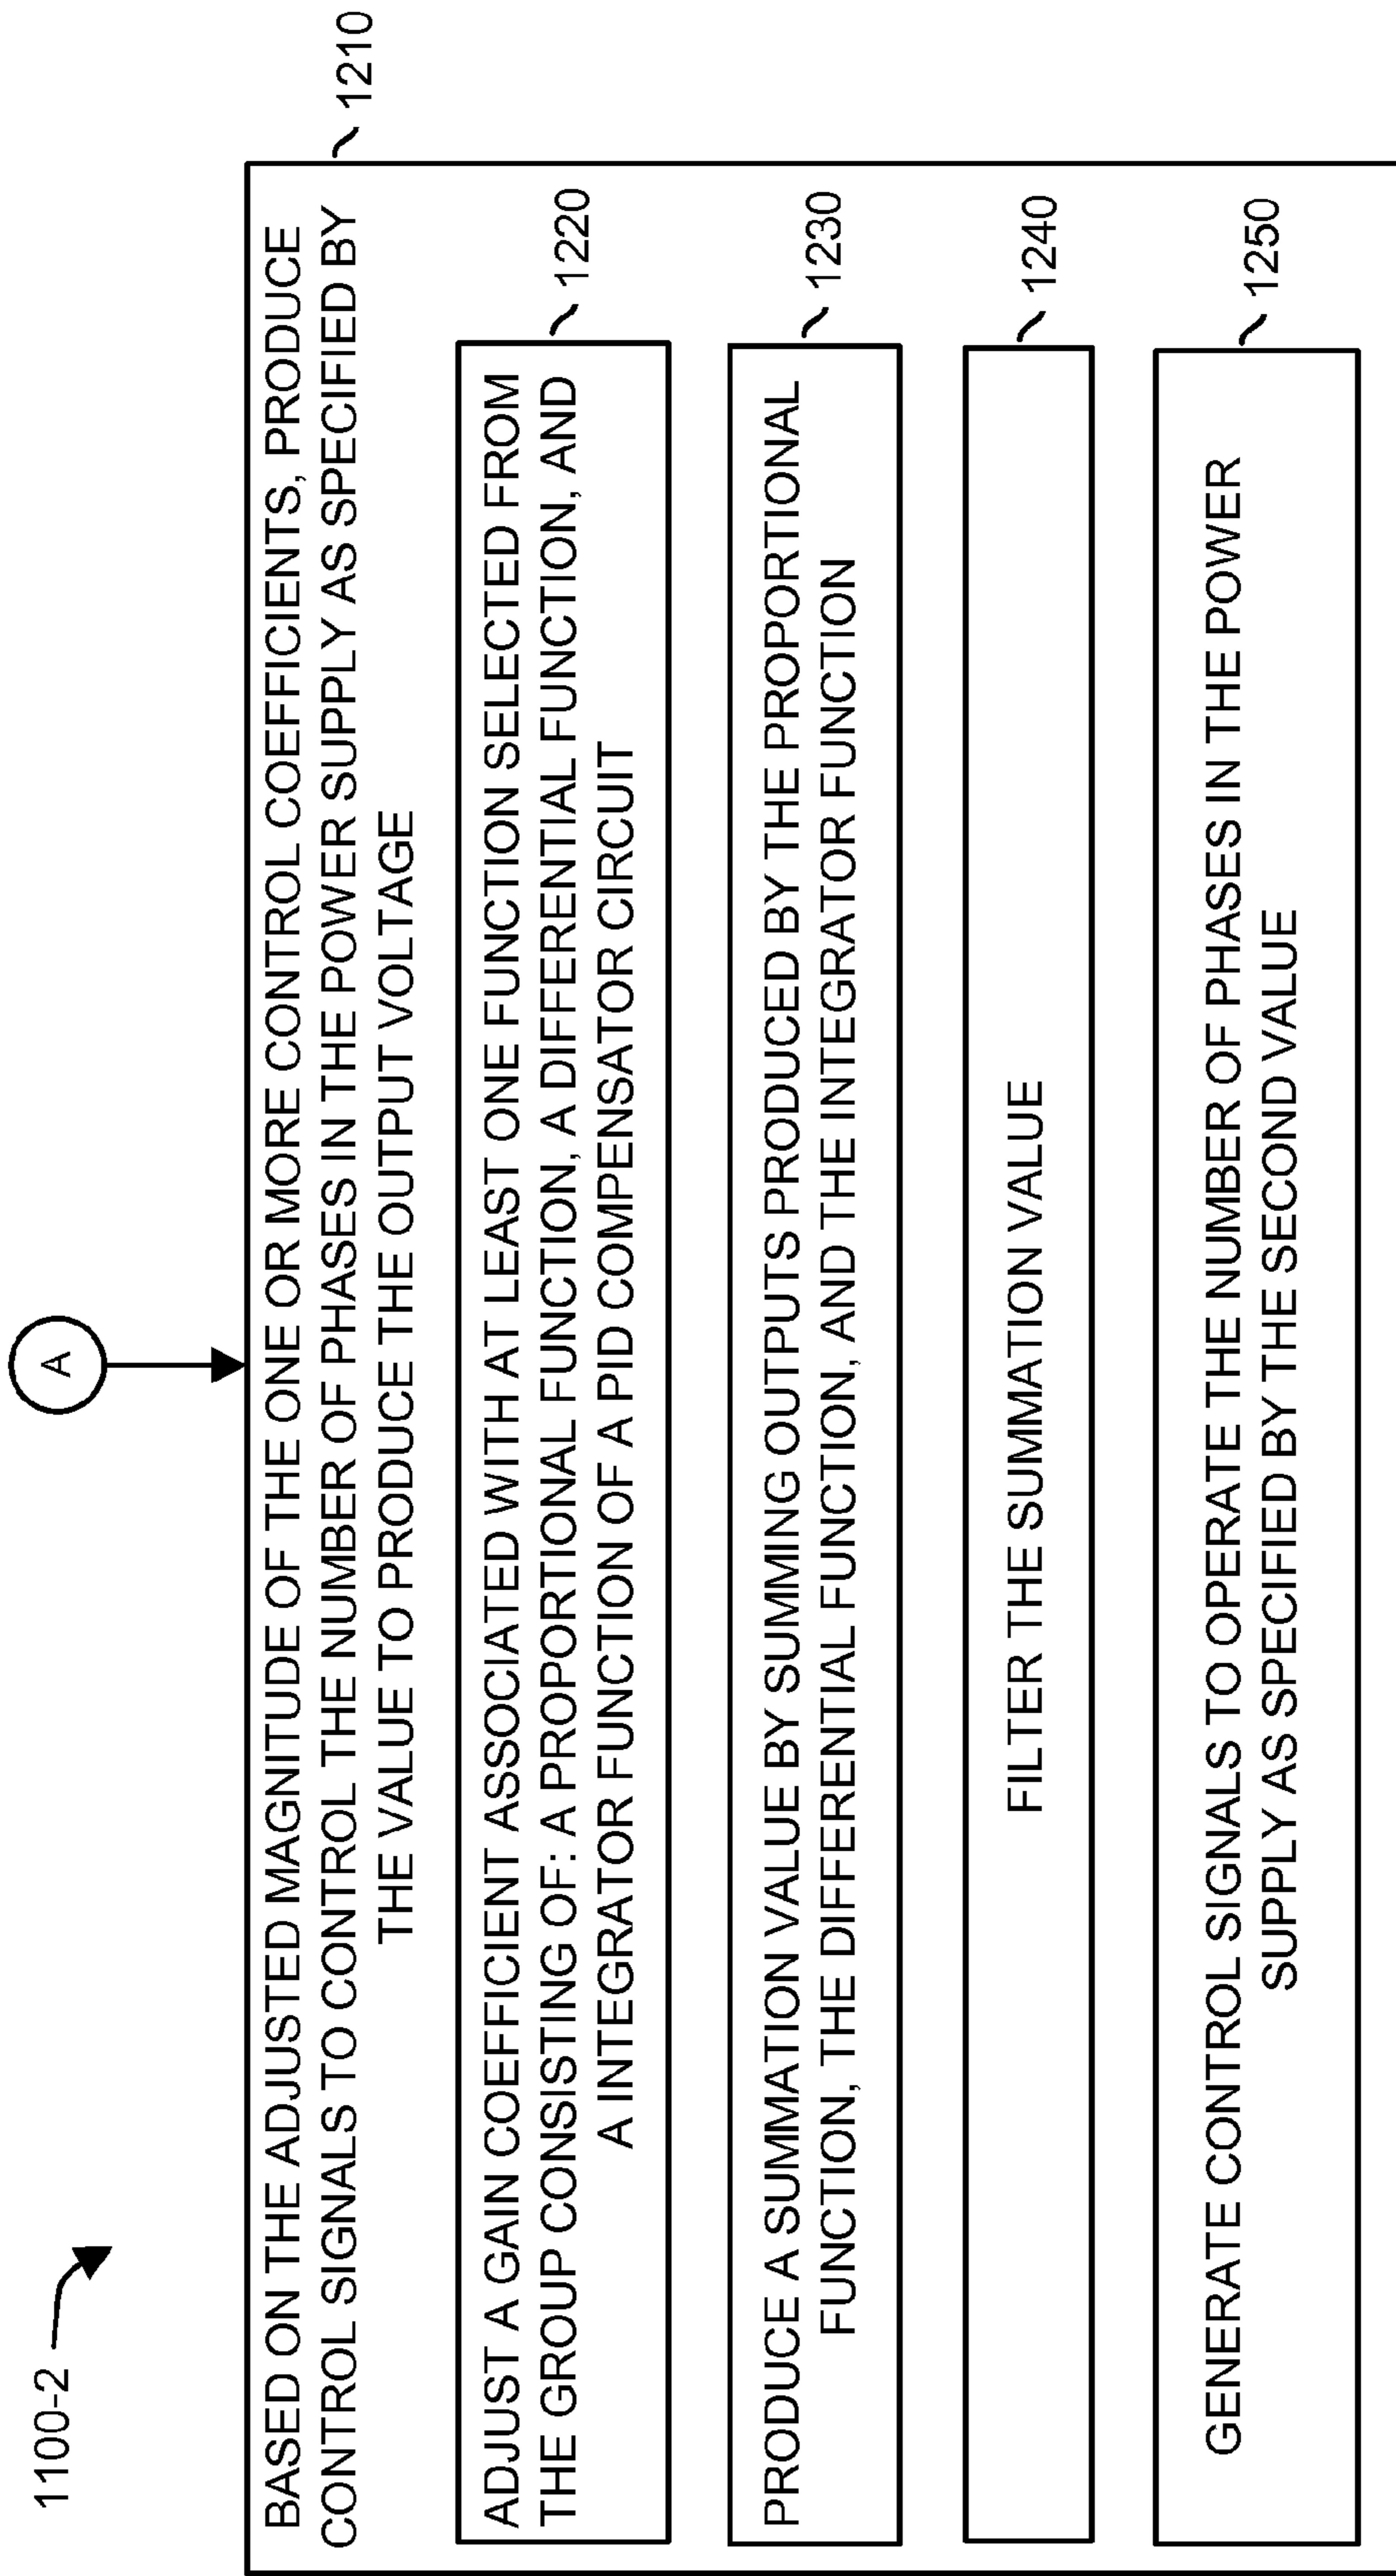 1100-2
A
BASED ON THE ADJUSTED MAGNITUDE OF THE ONE OR MORE CONTROL COEFFICIENTS, PRODUCE
CONTROL SIGNALS TO CONTROL THE NUMBER OF PHASES IN THE POWER SUPPLY AS SPECIFIED BY
THE VALUE TO PRODUCE THE OUTPUT VOLTAGE
1210
ADJUST A GAIN COEFFICIENT ASSOCIATED WITH AT LEAST ONE FUNCTION SELECTED FROM
THE GROUP CONSISTING OF: A PROPORTIONAL FUNCTION, A DIFFERENTIAL FUNCTION, AND
A INTEGRATOR FUNCTION OF A PID COMPENSATOR CIRCUIT
1220
PRODUCE A SUMMATION VALUE BY SUMMING OUTPUTS PRODUCED BY THE PROPORTIONAL
FUNCTION, THE DIFFERENTIAL FUNCTION, AND THE INTEGRATOR FUNCTION
1230
FILTER THE SUMMATION VALUE
1240
GENERATE CONTROL SIGNALS TO OPERATE THE NUMBER OF PHASES IN THE POWER
SUPPLY AS SPECIFIED BY THE SECOND VALUE
1250